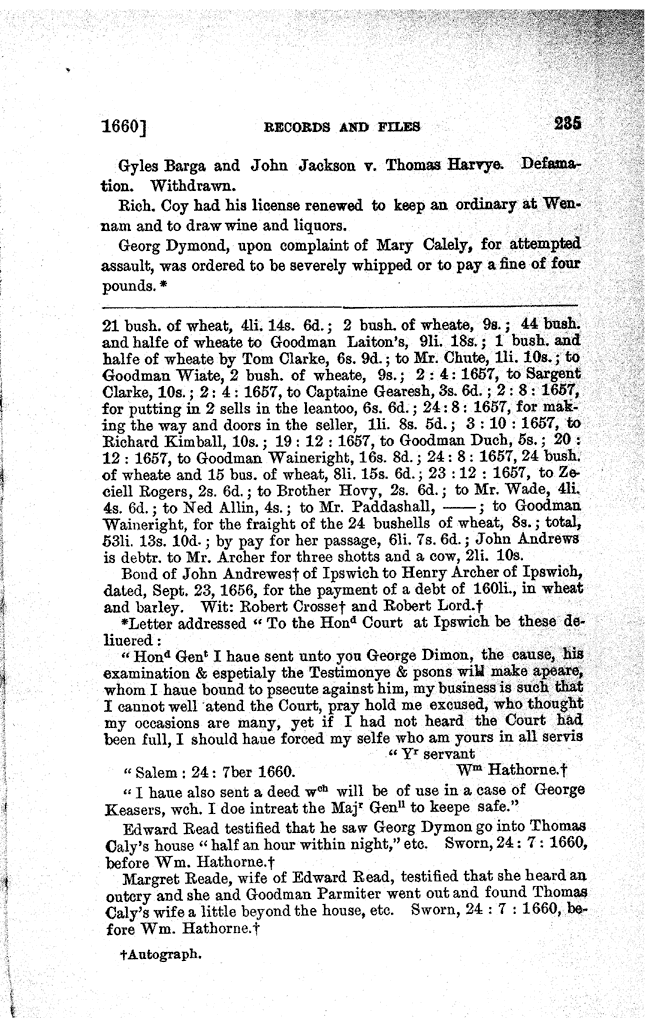 1660] RECORDS AND FILES 235
Gyles Barga and John Jackson v. Thomas Harvye. Defama-
tion. Withdrawn.
Rich. Coy had his license renewed to keep an ordinary at Wen-
nam and to draw wine and liquors.
Georg Dymond, upon complaint of Mary Calely, for attempted
assault, was ordered to be severely whipped or to pay a fine of four
pounds.*
21 bush. of wheat, 4li. 14s. 6d.; 2 bush. of wheate, 9s.; 44 bush.
and halfe of wheate to Goodman Laiton's, 9li. 18s.; 1 bush. and
halfe of wheate by Tom Clarke, 6s. 9d.; to Mr. Chute, 1li. 10s.; to
Goodman Wiate, 2 bush. of wheate, 9s.; 2 : 4 : 1657, to Sargent
Clarke, 10s.; 2 : 4 : 1657, to Captaine Gearesh, 3s. 6d.; 2 : 8 : 1657,
for putting in 2 sells in the leantoo, 6s. 6d.; 24 : 8 : 1657, for mak-
ing the way and doors in the seller, 1li. 8s. 5d.; 3 : 10 : 1657, to
Richard Kimball, 10s.; 19 : 12 : 1657, to Goodman Duch, 5s.; 20 :
12 : 1657, to Goodman Waineright, 16s. 8d.; 24 : 8 : 1657, 24 bush.
of wheate and 15 bus. of wheat, 8li. 15s. 6d.; 23 : 12 : 1657, to Ze-
ciell Rogers, 2s. 6d.; to Brother Hovy, 2s. 6d.; to Mr. Wade, 4li.
4s. 6d.; to Ned Allin, 4s.; to Mr. Paddashall, ——; to Goodman
Waineright, for the fraight of the 24 bushells of wheat, 8s.; total,
53li. 13s. 10d.; by pay for her passage, 6li. 7s. 6d.; John Andrews
is debtr. to Mr. Archer for three shotts and a cow, 2li. 10s.
Bond of John Andrewes† of Ipswich to Henry Archer of Ipswich,
dated, Sept. 23, 1656, for the payment of a debt of 160li., in wheat
and barley. Wit: Robert Crosse† and Robert Lord.†
*Letter addressed "To the Honᵈ Court at Ipswich be these de-
liuered:
"Honᵈ Genᵗ I haue sent unto you George Dimon, the cause, his
examination & espetialy the Testimonye & psons will make apeare,
whom I haue bound to psecute against him, my business is such that
I cannot well atend the Court, pray hold me excused, who thought
my occasions are many, yet if I had not heard the Court had
been full, I should haue forced my selfe who am yours in all servis
"Yʳ servant
"Salem : 24 : 7ber 1660. Wᵐ Hathorne.†
"I haue also sent a deed wᶜʰ will be of use in a case of George
Keasers, wch. I doe intreat the Majʳ Genˡˡ to keepe safe."
Edward Read testified that he saw Georg Dymon go into Thomas
Caly's house "half an hour within night," etc. Sworn, 24 : 7 : 1660,
before Wm. Hathorne.†
Margret Reade, wife of Edward Read, testified that she heard an
outcry and she and Goodman Parmiter went out and found Thomas
Caly's wife a little beyond the house, etc. Sworn, 24 : 7 : 1660, be-
fore Wm. Hathorne.†
†Autograph.